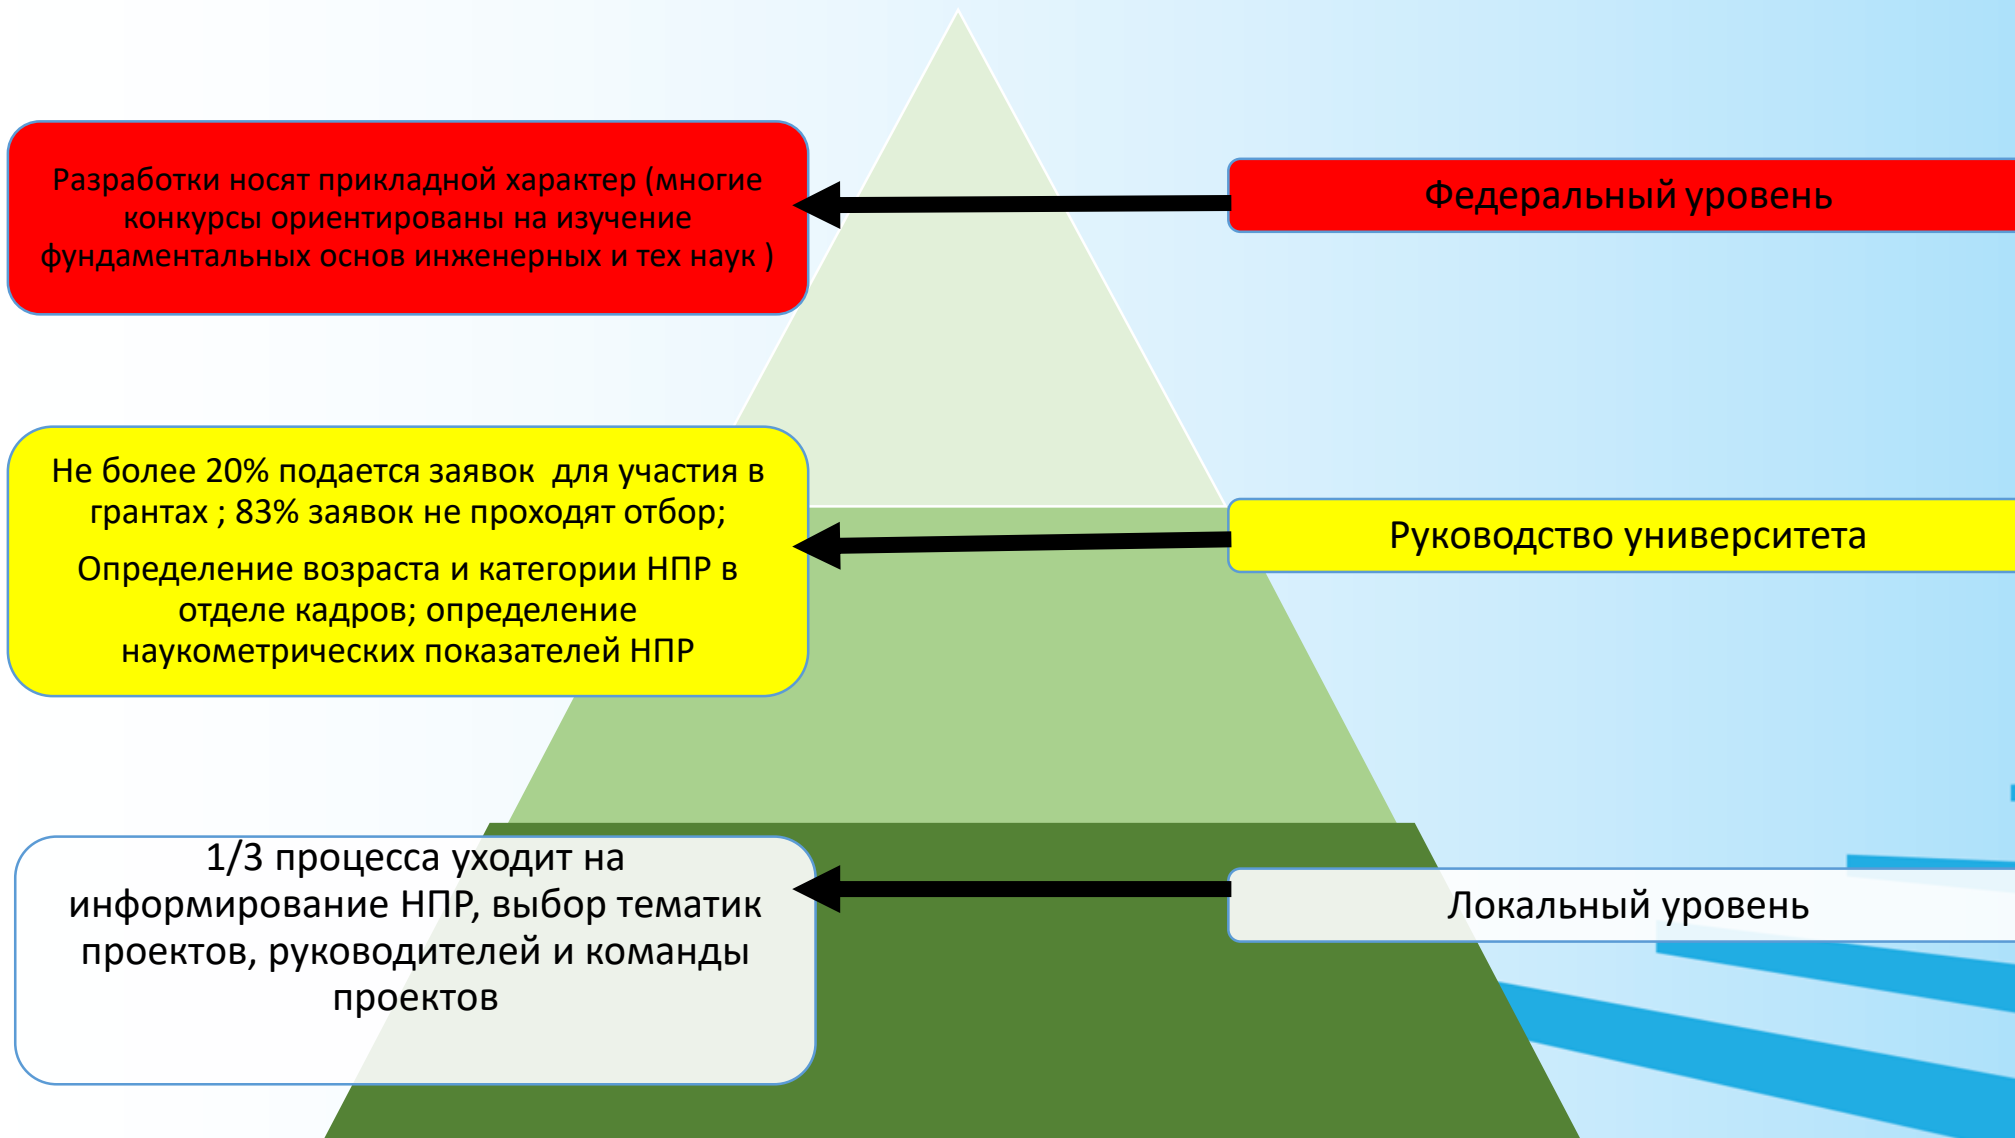 Разработки носят прикладной характер (многие
конкурсы ориентированы на изучение
фундаментальных основ инженерных и тех наук )
Федеральный уровень
Не более 20% подается заявок  для участия в
грантах ; 83% заявок не проходят отбор;
Определение возраста и категории НПР в
отделе кадров; определение
наукометрических показателей НПР
Руководство университета
1/3 процесса уходит на
информирование НПР, выбор тематик
проектов, руководителей и команды
проектов
Локальный уровень